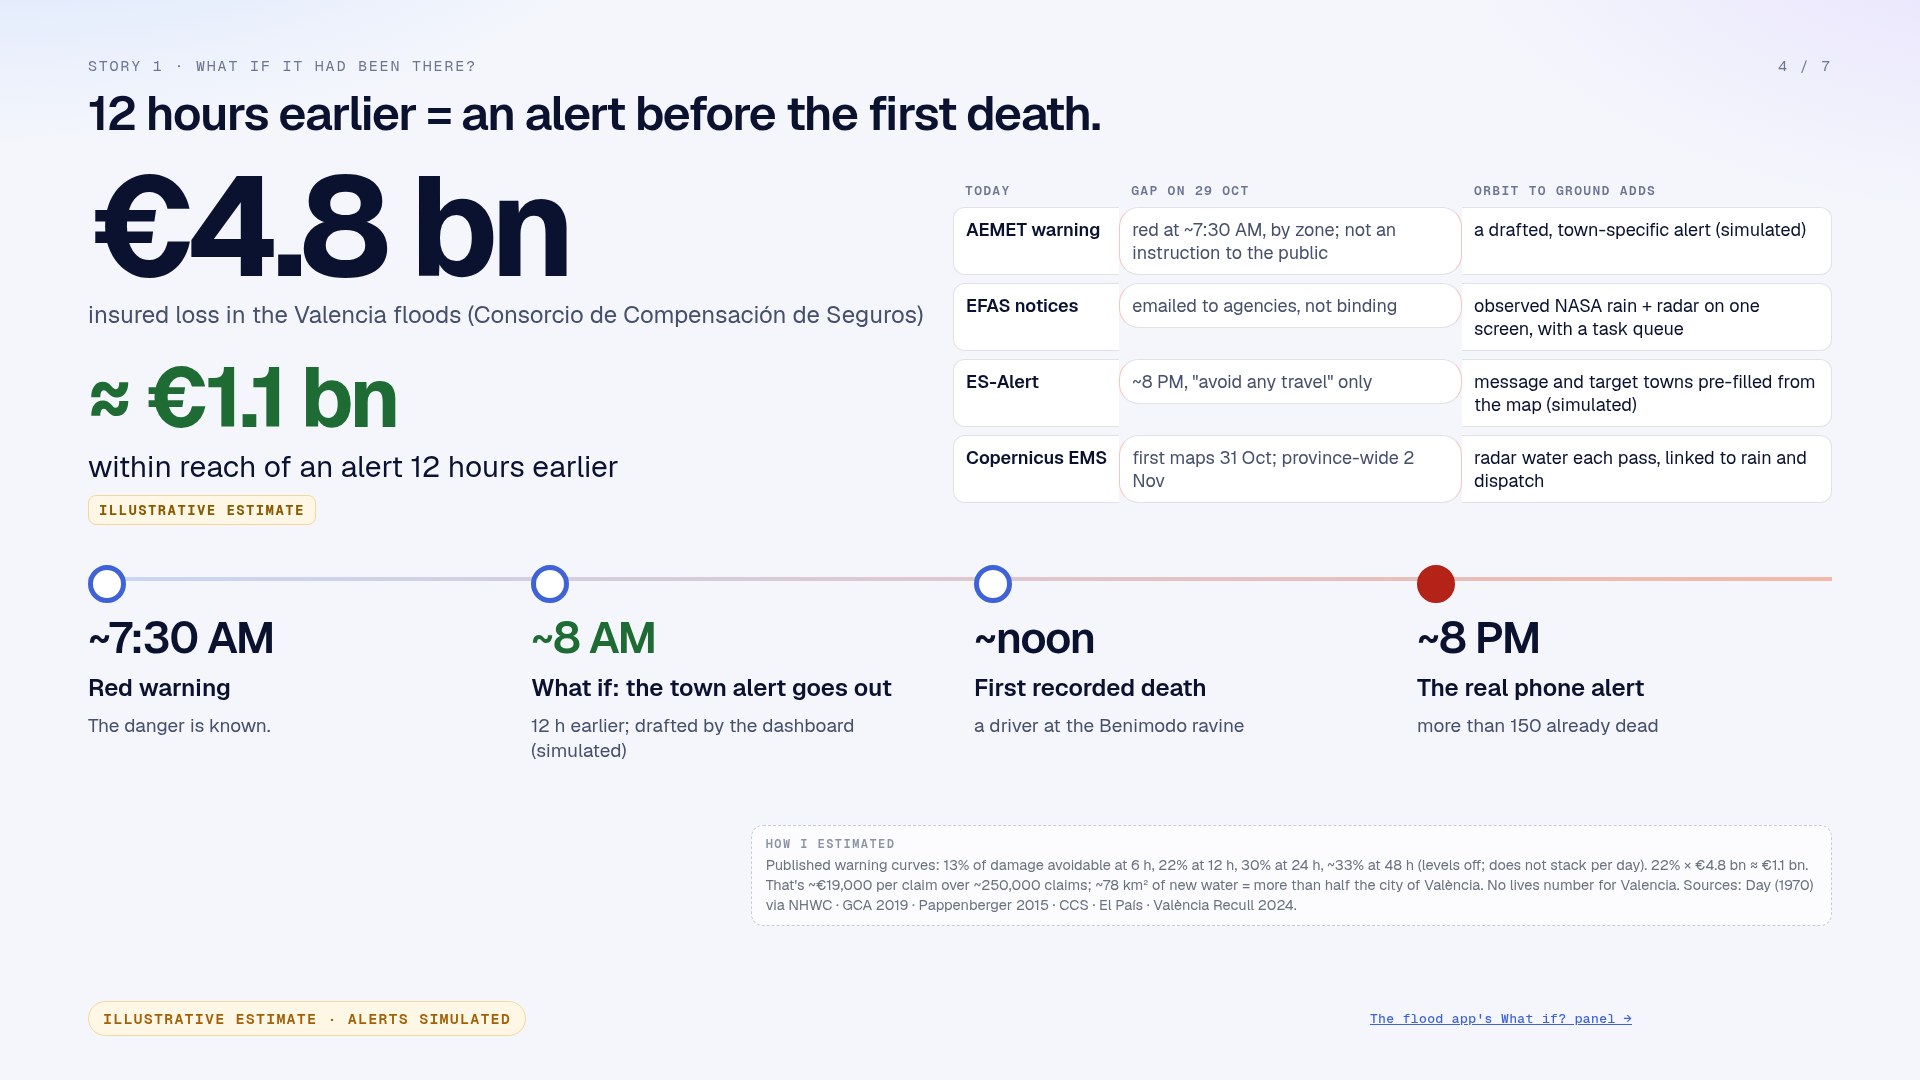 STORY 1 · WHAT IF IT HAD BEEN THERE?
4 / 7
12 hours earlier = an alert before the first death.
€4.8 bn
insured loss in the Valencia floods (Consorcio de Compensación de Seguros)
≈ €1.1 bn
within reach of an alert 12 hours earlier
ILLUSTRATIVE ESTIMATE
TODAY
GAP ON 29 OCT
ORBIT TO GROUND ADDS
AEMET warning
red at ~7:30 AM, by zone; not an
instruction to the public
a drafted, town-specific alert (simulated)
EFAS notices
emailed to agencies, not binding
observed NASA rain + radar on one
screen, with a task queue
ES-Alert
~8 PM, "avoid any travel" only
message and target towns pre-filled from
the map (simulated)
Copernicus EMS
first maps 31 Oct; province-wide 2
Nov
radar water each pass, linked to rain and
dispatch
~7:30 AM
Red warning
The danger is known.
~8 AM
What if: the town alert goes out
12 h earlier; drafted by the dashboard
(simulated)
~noon
First recorded death
a driver at the Benimodo ravine
~8 PM
The real phone alert
more than 150 already dead
HOW I ESTIMATED
Published warning curves: 13% of damage avoidable at 6 h, 22% at 12 h, 30% at 24 h, ~33% at 48 h (levels off; does not stack per day). 22% × €4.8 bn ≈ €1.1 bn.
That's ~€19,000 per claim over ~250,000 claims; ~78 km² of new water = more than half the city of València. No lives number for Valencia. Sources: Day (1970)
via NHWC · GCA 2019 · Pappenberger 2015 · CCS · El País · València Recull 2024.
ILLUSTRATIVE ESTIMATE · ALERTS SIMULATED
The flood app's What if? panel →